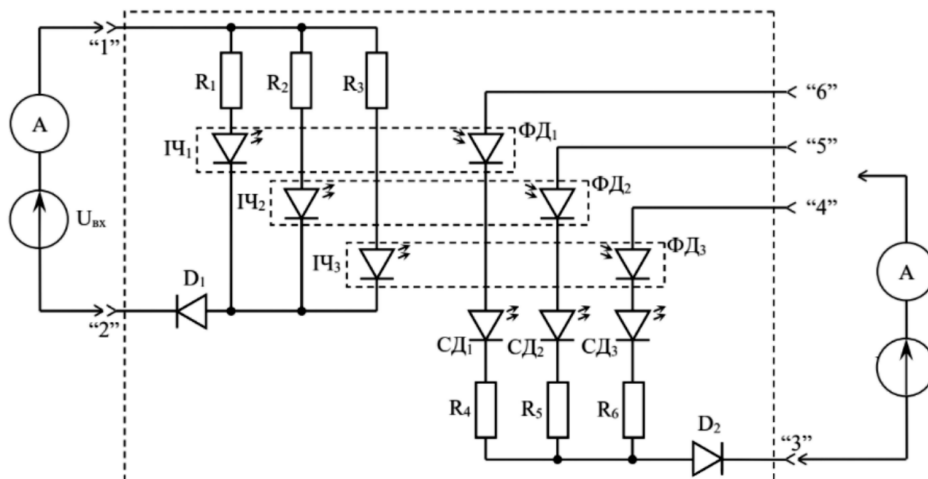 “1”
A
Uвх
“2”
R1
R2
R3
ІЧ1
ІЧ2
ІЧ3
D1
ФД1
ФД2
ФД3
СД1
СД2
СД3
R4
R5
R6
D2
“6”
“5”
“4”
“3”
A